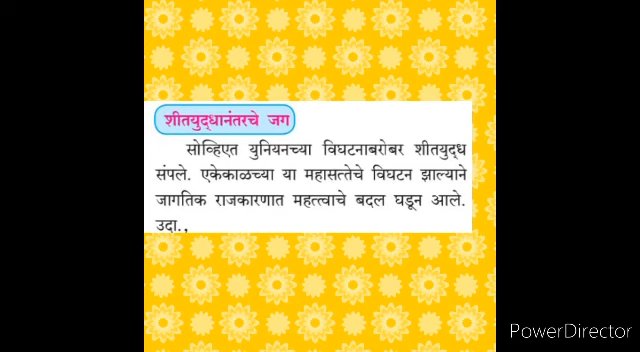 शीतयुद्धानंतरचे जग
सोव्हिएत युनियनच्या विघटनाबरोबर शीतयुद्ध
संपले. एकेकाळच्या या महासत्तेचे विघटन झाल्याने
जागतिक राजकारणात महत्त्वाचे बदल घडून आले.
उदा.,
PowerDirector